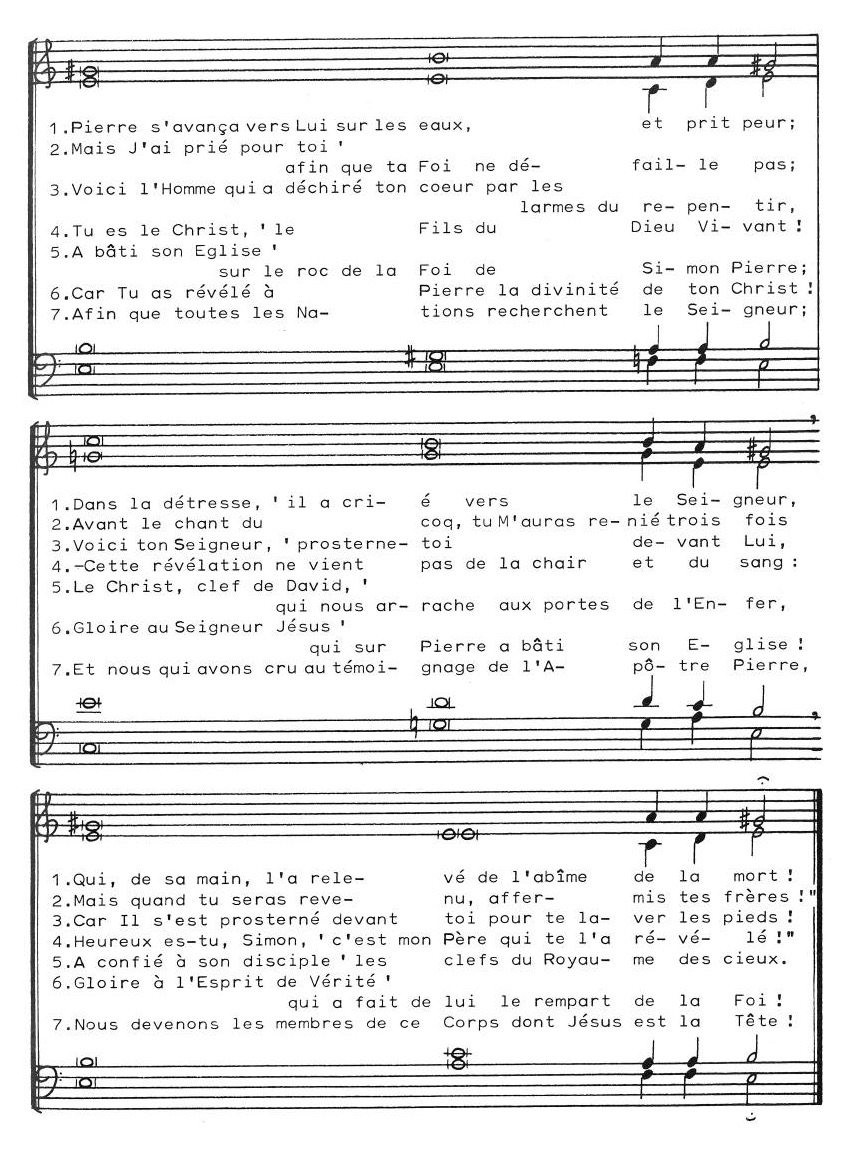 1.Pierre s'avança vers Lui sur les eaux, et prit peur;
2.Mais J'ai prié pour toi '
afin que ta Foi ne dé- fail- le pas;
3.Voici l'Homme qui a déchiré ton coeur par les
larmes du re- pen- tir,
4.Tu es le Christ, ' le Fils du Dieu Vi- vant !
5.A bâti son Eglise '
sur le roc de la Foi de Si- mon Pierre;
6.Car Tu as révélé à Pierre la divinité de ton Christ !
7.Afin que toutes les Na- tions recherchent le Sei- gneur;
1.Dans la détresse, ' il a cri- é vers le Sei- gneur,
2.Avant le chant du coq, tu M'auras re- nié trois fois
3.Voici ton Seigneur, ' prosterne- toi de- vant Lui,
4.-Cette révélation ne vient pas de la chair et du sang :
5.Le Christ, clef de David, '
qui nous ar- rache aux portes de l'En- fer,
6.Gloire au Seigneur Jésus '
qui sur Pierre a bâti son E- glise !
7.Et nous qui avons cru au témoi- gnage de l'A- pô- tre Pierre,
1.Qui, de sa main, l'a rele- vé de l'abîme de la mort !
2.Mais quand tu seras reve- nu, affer- mis tes frères !"
3.Car Il s'est prosterné devant toi pour te la- ver les pieds !
4.Heureux es-tu, Simon, ' c'est mon Père qui te l'a ré- vé- lé !"
5.A confié à son disciple ' les clefs du Royau- me des cieux.
6.Gloire à l'Esprit de Vérité '
qui a fait de lui le rempart de la Foi !
7.Nous devenons les membres de ce Corps dont Jésus est la Tête !